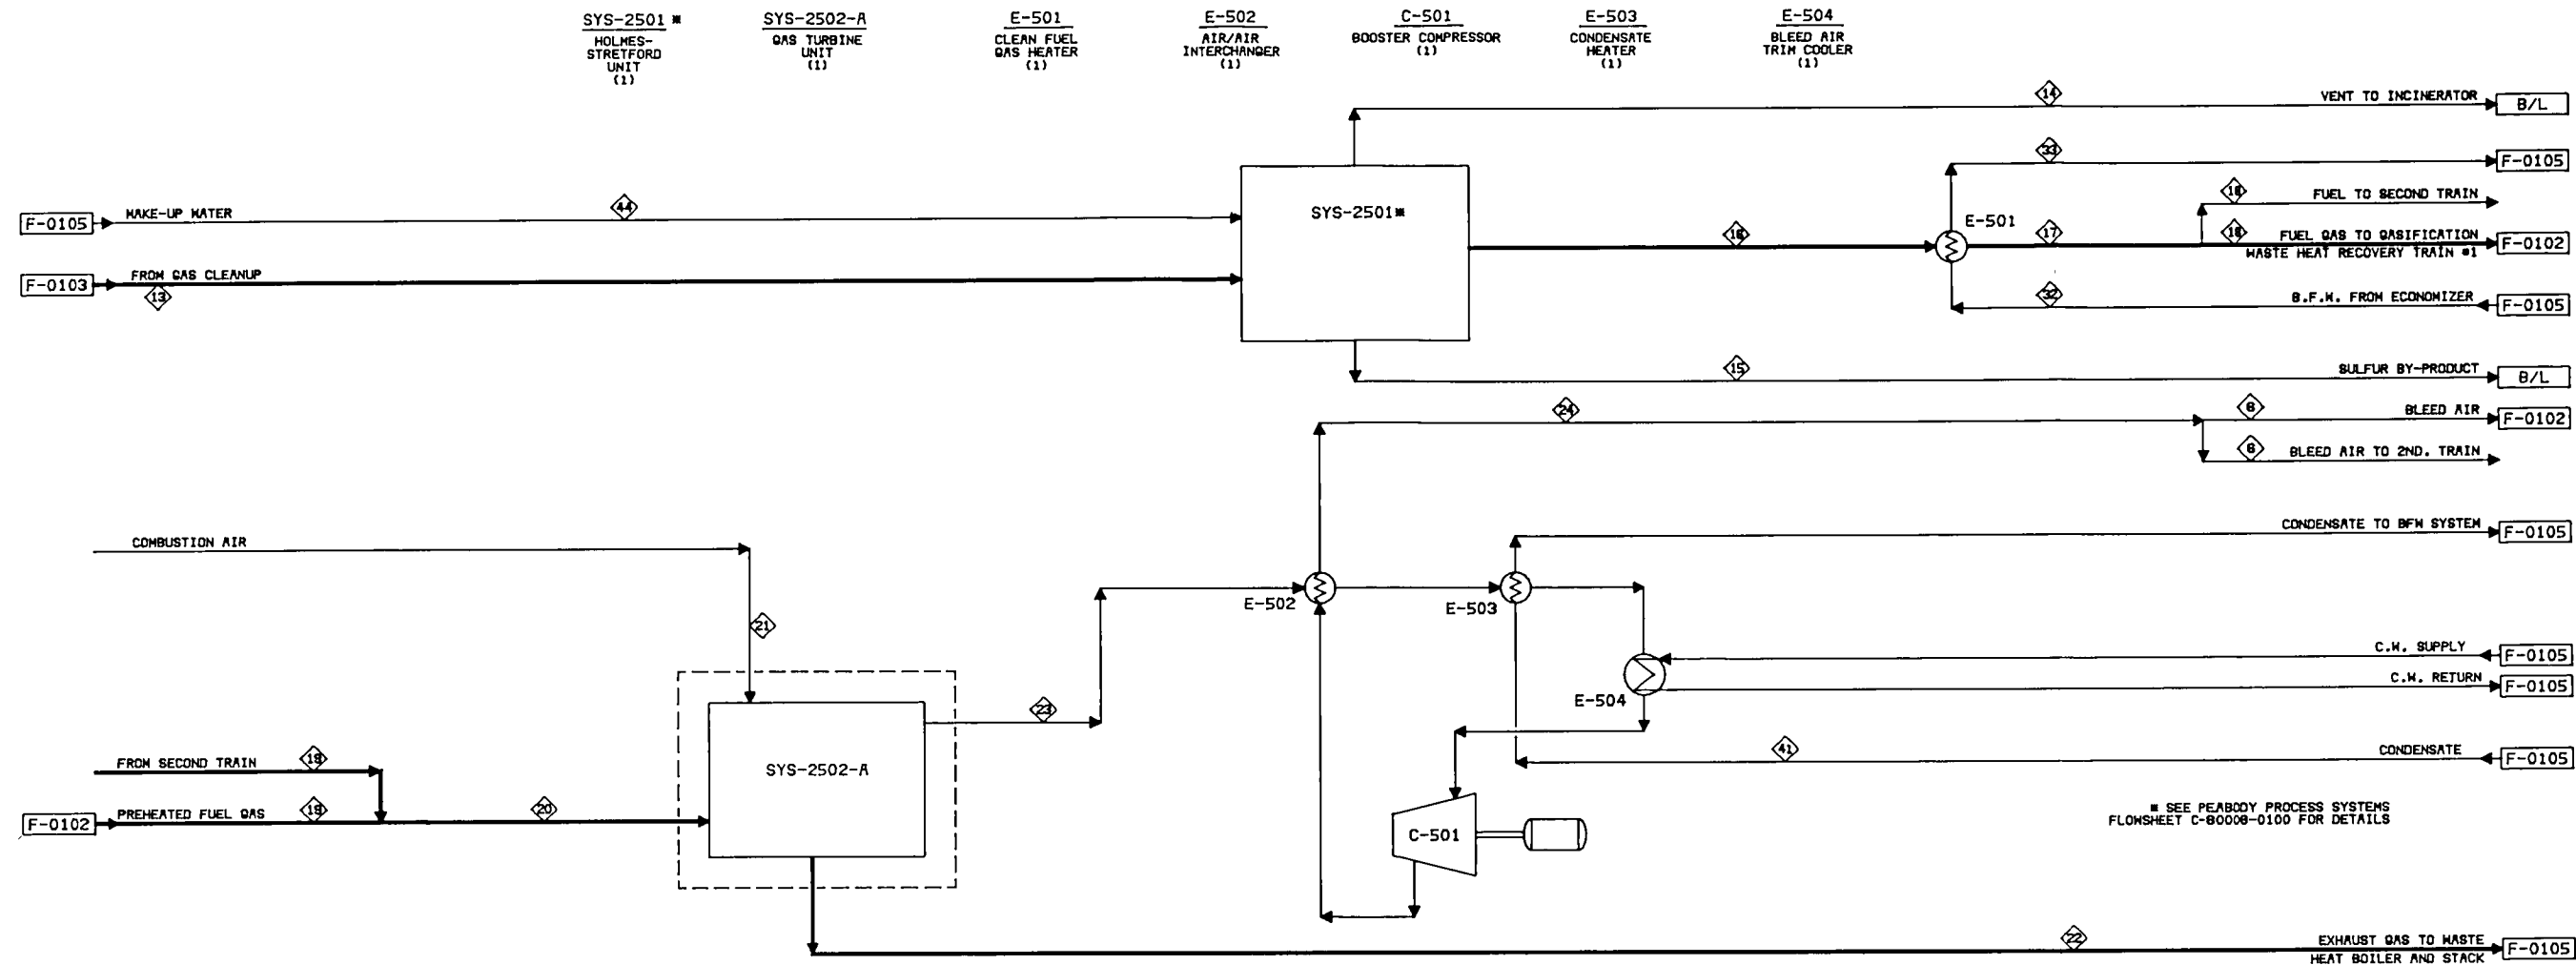 SYS-2501 *
HOLMES-
STRETFORD
UNIT
(1)
SYS-2502-A
GAS TURBINE
UNIT
(1)
E-501
CLEAN FUEL
GAS HEATER
(1)
E-502
AIR/AIR
INTERCHANGER
(1)
C-501
BOOSTER COMPRESSOR
(1)
E-503
CONDENSATE
HEATER
(1)
E-504
BLEED AIR
TRIM COOLER
(1)
14
VENT TO INCINERATOR
B/L
33
F-0105
18
FUEL TO SECOND TRAIN
F-0105
MAKE-UP WATER
44
SYS-2501*
16
E-501
17
18
FUEL GAS TO GASIFICATION
WASTE HEAT RECOVERY TRAIN #1
F-0102
F-0103
FROM GAS CLEANUP
13
32
B.F.W. FROM ECONOMIZER
F-0105
15
SULFUR BY-PRODUCT
B/L
24
BLEED AIR
F-0102
BLEED AIR TO 2ND. TRAIN
CONDENSATE TO BFW SYSTEM
F-0105
COMBUSTION AIR
21
E-502
E-503
C.W. SUPPLY
F-0105
C.W. RETURN
F-0105
E-504
23
FROM SECOND TRAIN
19
SYS-2502-A
41
CONDENSATE
F-0105
F-0102
PREHEATED FUEL GAS
19
20
C-501
* SEE PEABODY PROCESS SYSTEMS
FLOWSHEET C-80008-0100 FOR DETAILS
22
EXHAUST GAS TO WASTE
HEAT BOILER AND STACK
F-0105